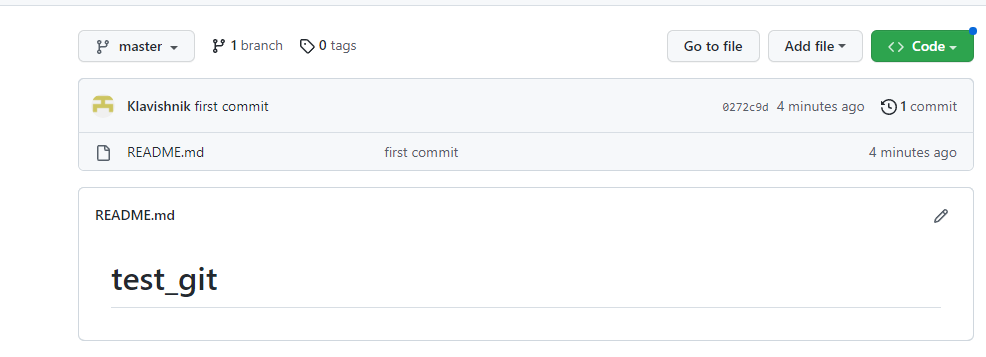 master 1 branch 0 tags Go to file Add file Code
Klavishnik first commit 0272c9d 4 minutes ago 1 commit
README.md first commit 4 minutes ago
README.md
test_git